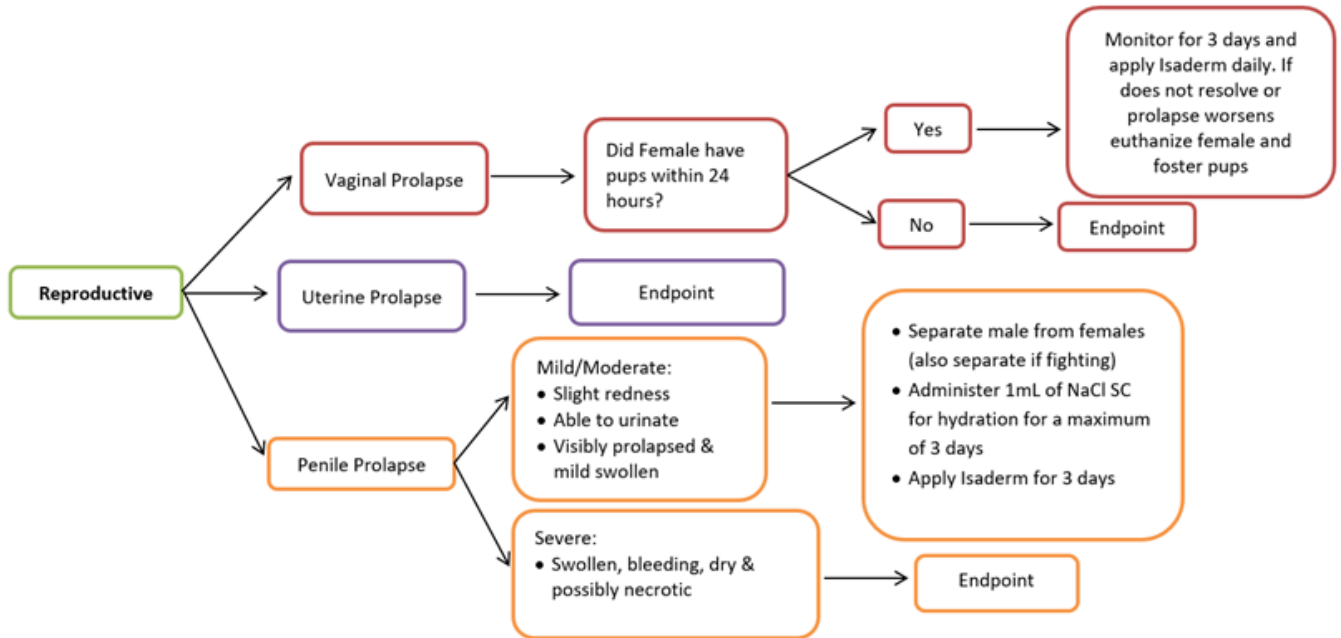 Reproductive
Vaginal Prolapse
Did Female have
pups within 24
hours?
Yes
Monitor for 3 days and
apply Isaderm daily. If
does not resolve or
prolapse worsens
euthanize female and
foster pups
No
Endpoint
Uterine Prolapse
Endpoint
Penile Prolapse
Mild/Moderate:
• Slight redness
• Able to urinate
• Visibly prolapsed &
mild swollen
• Separate male from females
(also separate if fighting)
• Administer 1mL of NaCl SC
for hydration for a maximum
of 3 days
• Apply Isaderm for 3 days
Severe:
• Swollen, bleeding, dry &
possibly necrotic
Endpoint